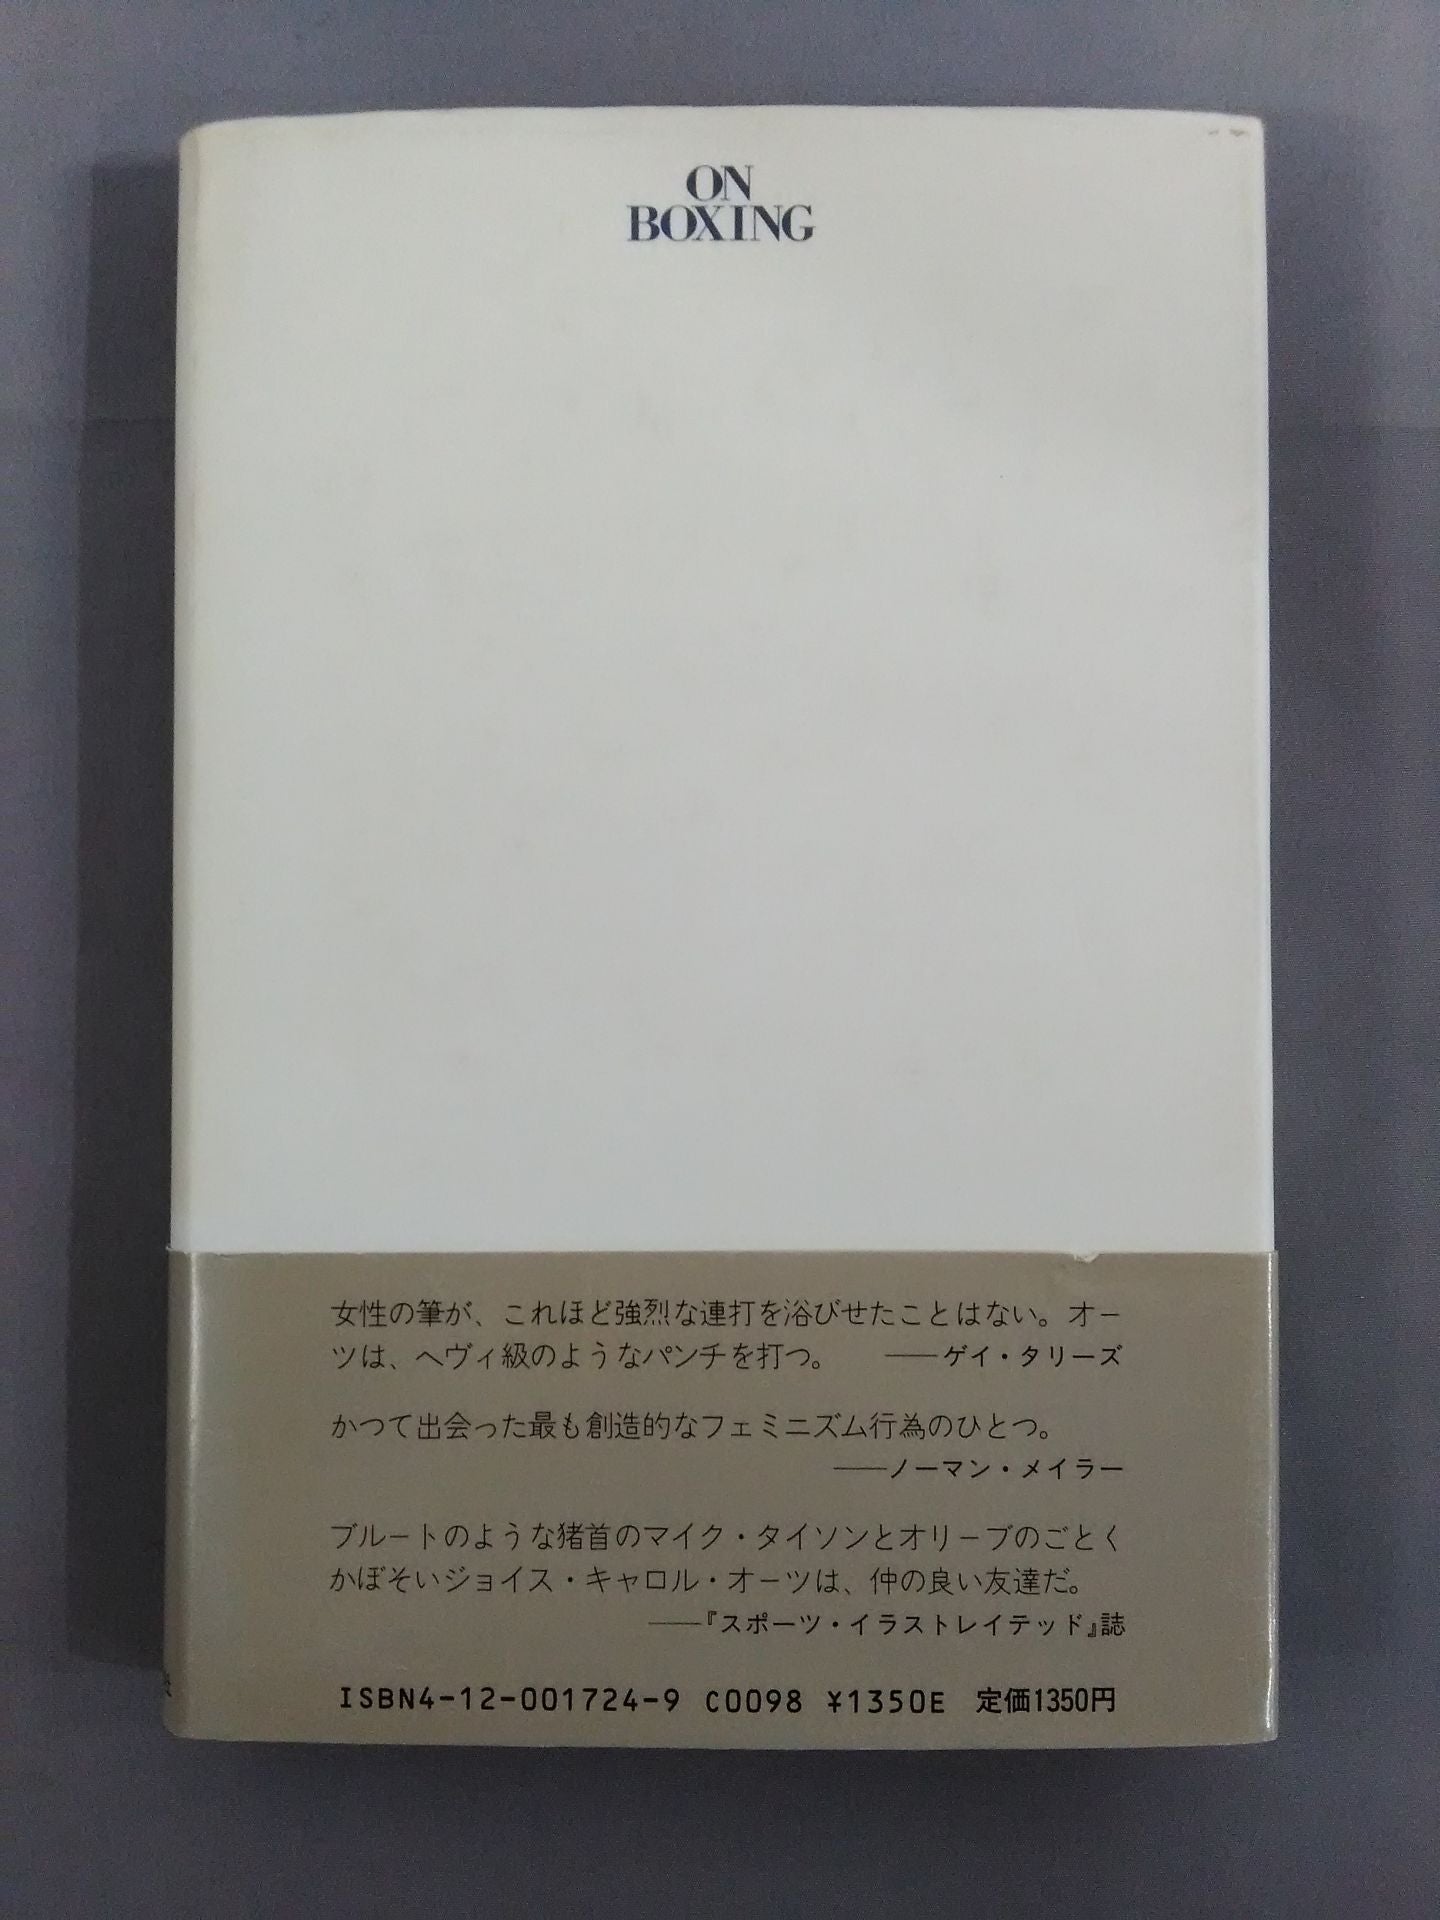 ON
BOXING
女性の筆が、これほど強烈な連打を浴びせたことはない。オー
ツは、ヘヴィ級のようなパンチを打つ。 ──ゲイ・タリーズ
かつて出会った最も創造的なフェミニズム行為のひとつ。
──ノーマン・メイラー
ブルートのような猪首のマイク・タイソンとオリーブのごとく
かぼそいジョイス・キャロル・オーツは、仲の良い友達だ。
──『スポーツ・イラストレイテッド』誌
ISBN4-12-001724-9 C0098 ¥1350E 定価1350円